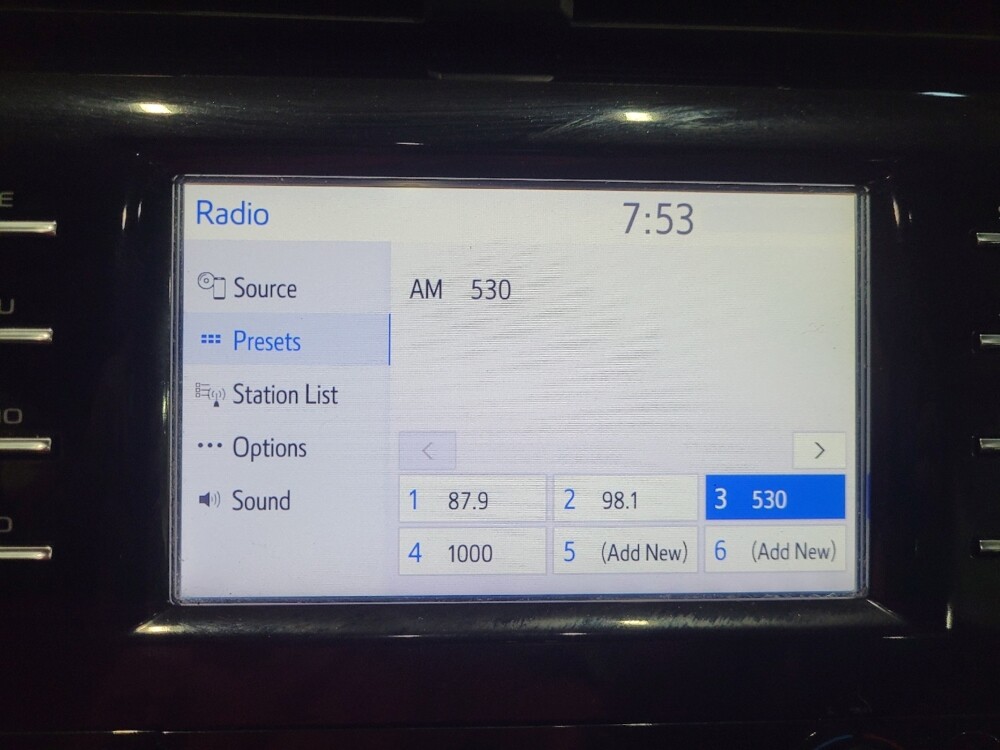 Radio 7:53
Source
AM 530
Presets
Station List
Options
< >
Sound
1 87.9 2 98.1 3 530
4 1000 5 (Add New) 6 (Add New)